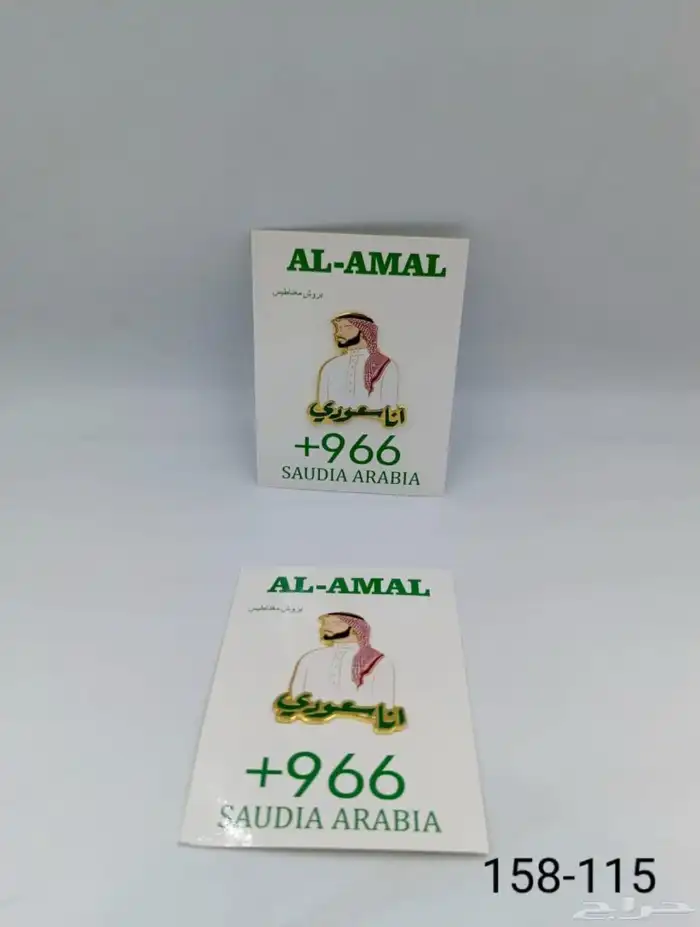 AL-AMAL
بروش مغناطيس
انا سعودي
+966
SAUDIA ARABIA
AL-AMAL
بروش مغناطيس
انا سعودي
+966
SAUDIA ARABIA
158-115
حراج